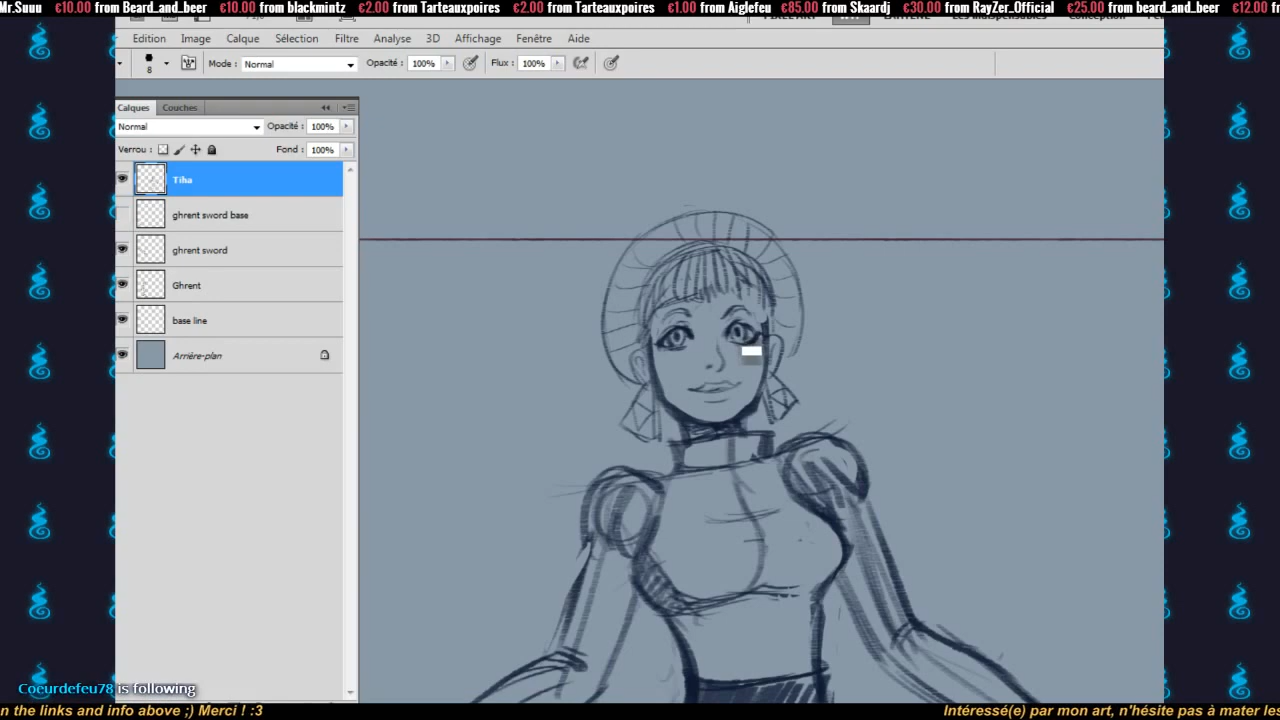 Mr.Suuu €10.00 from Beard_and_beer €10.00 from blackmintz €2.00 from Tarteauxpoires €2.00 from Tarteauxpoires €1.00 from Aiglefeu €85.00 from Skaardj €30.00 from RayZer_Official €25.00 from beard_and_beer €12.00 f
Edition Image Calque Sélection Filtre Analyse 3D Affichage Fenêtre Aide
8 Mode : Normal Opacité : 100% Flux : 100%
Calques Couches
Normal Opacité : 100%
Verrou : Fond : 100%
Tiha
ghrent sword base
ghrent sword
Ghrent
base line
Arrière-plan
Coeurdefeu78 is following
n the links and info above ;) Merci ! :3 Intéressé(e) par mon art, n'hésite pas à mater les